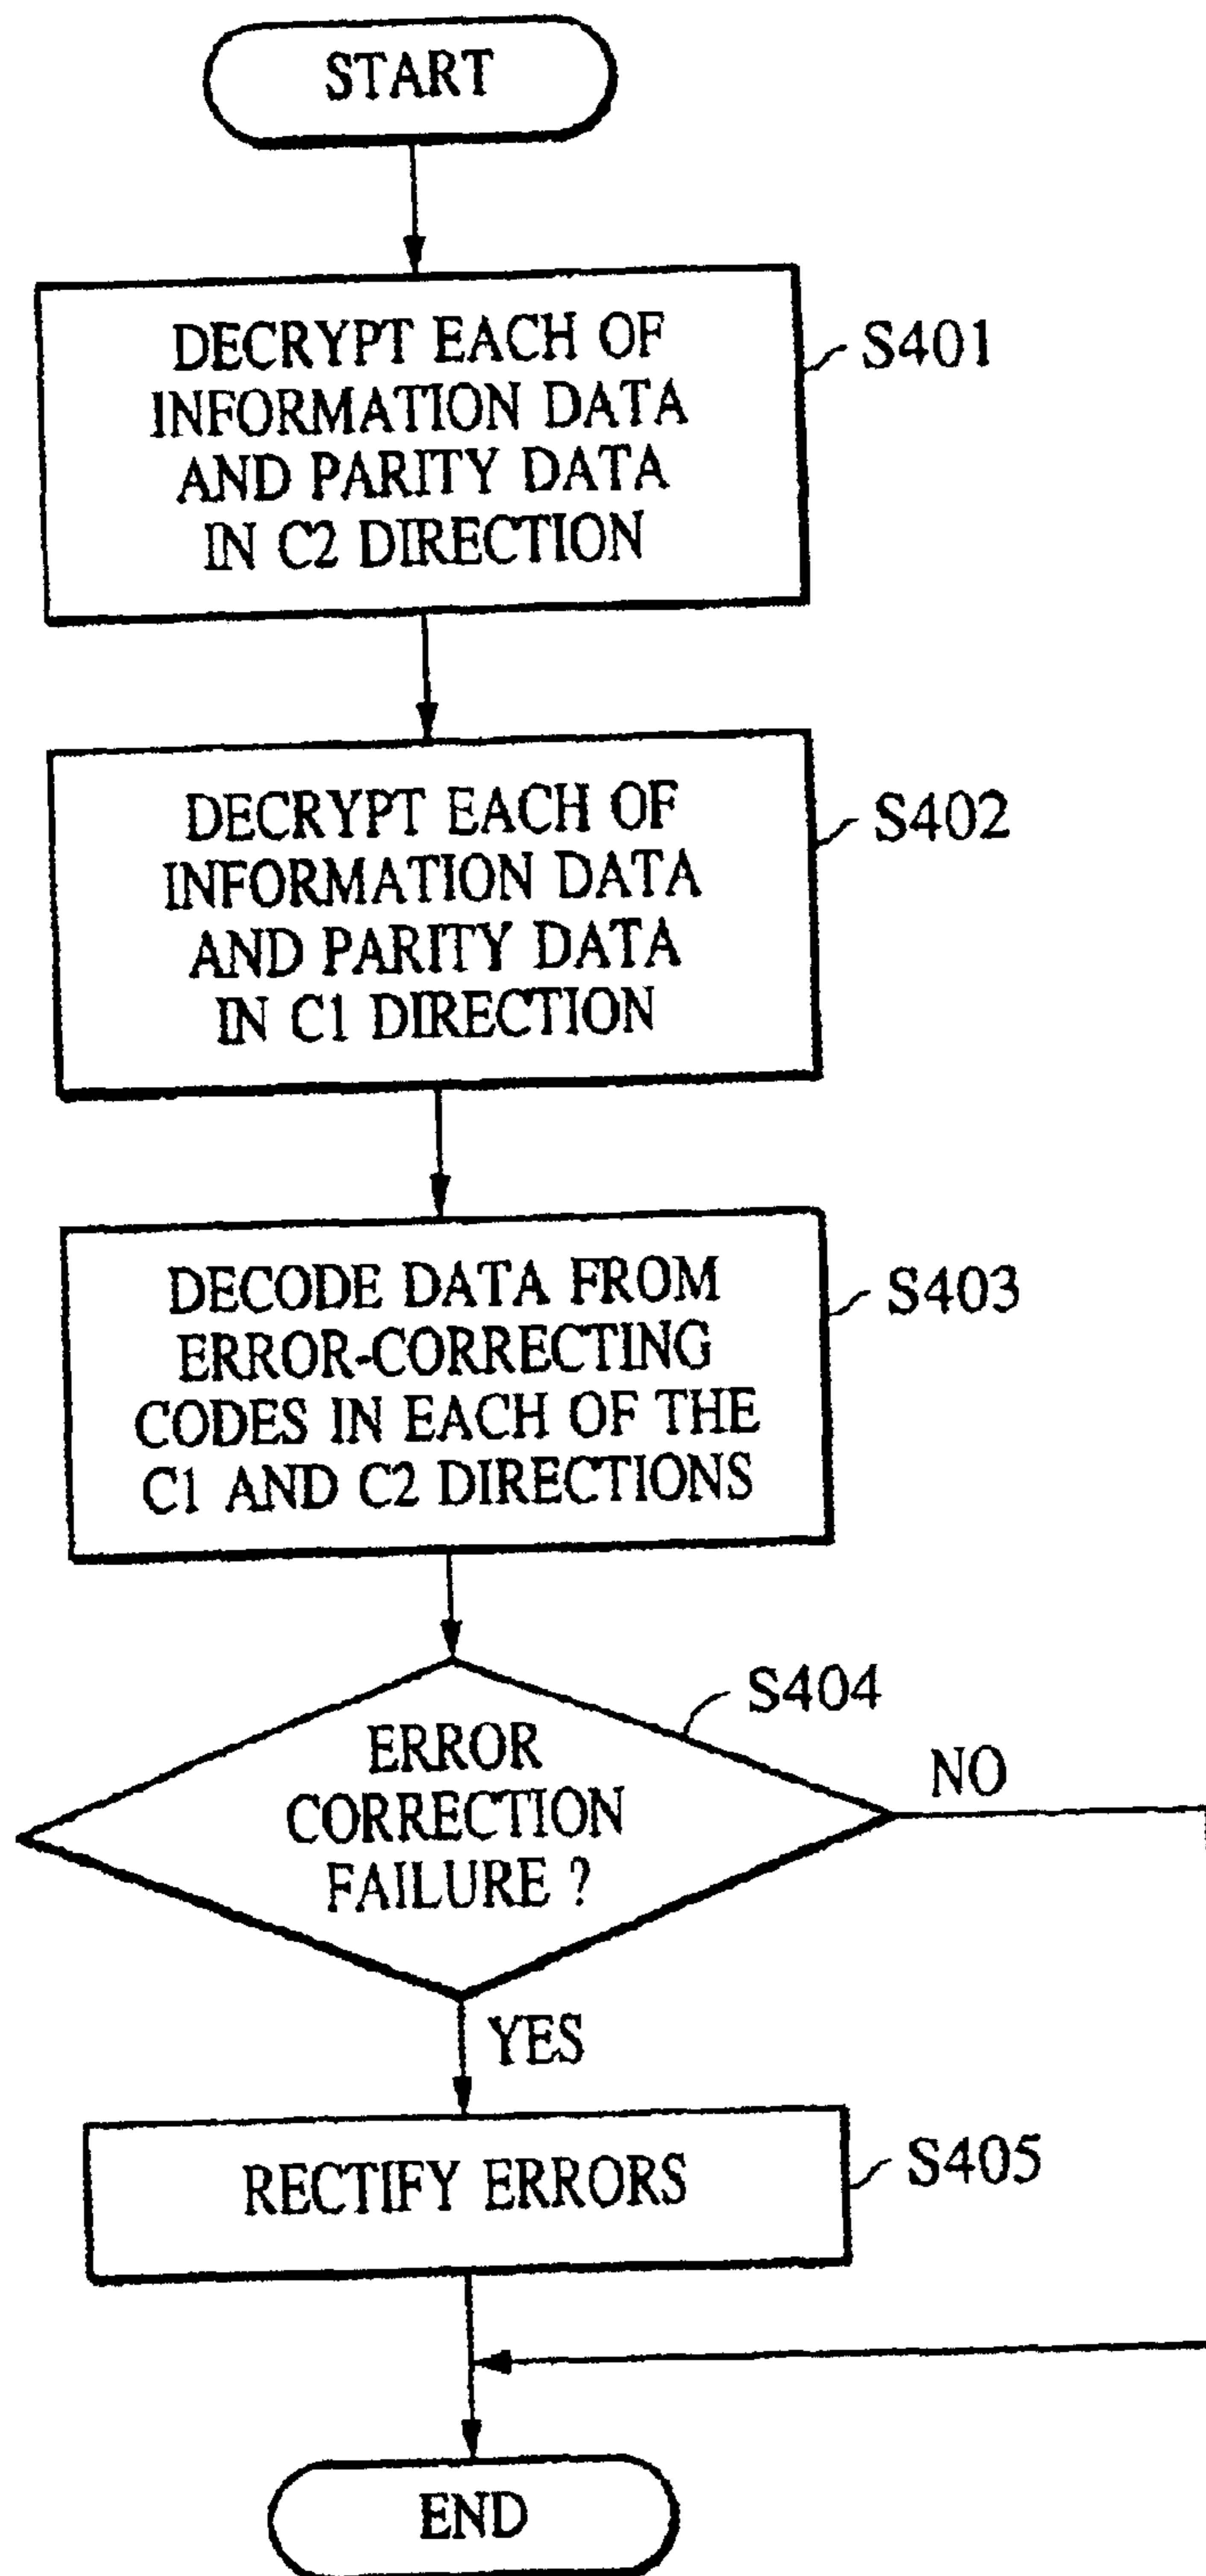 START
DECRYPT EACH OF
INFORMATION DATA
AND PARITY DATA
IN C2 DIRECTION
S401
DECRYPT EACH OF
INFORMATION DATA
AND PARITY DATA
IN C1 DIRECTION
S402
DECODE DATA FROM
ERROR-CORRECTING
CODES IN EACH OF THE
C1 AND C2 DIRECTIONS
S403
ERROR
CORRECTION
FAILURE ?
S404
NO
YES
RECTIFY ERRORS
S405
END